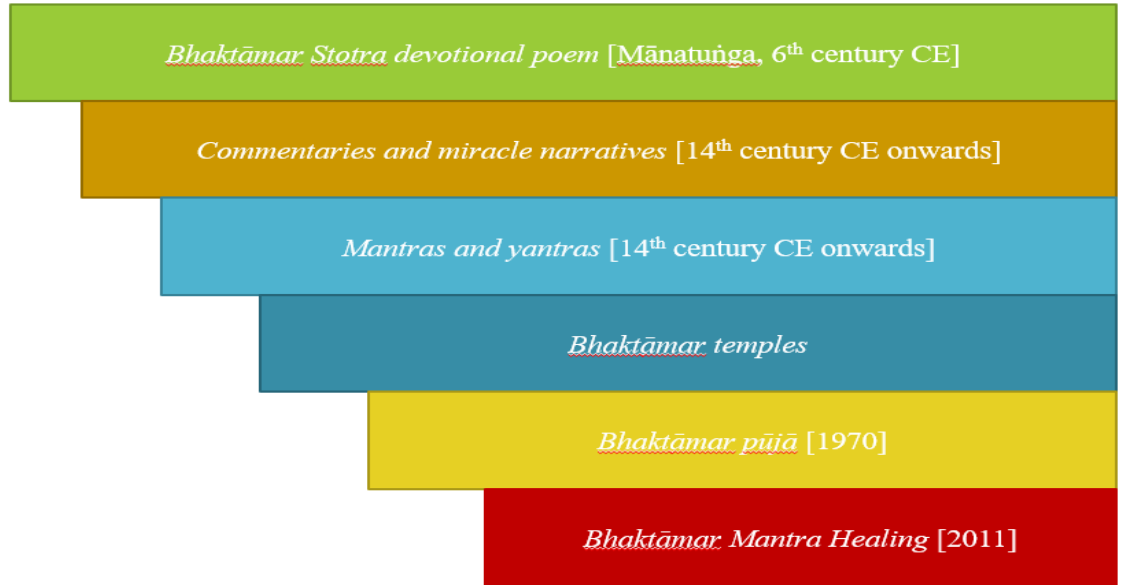 Bhaktāmar Stotra devotional poem [Mānatuṅga, 6th century CE]
Commentaries and miracle narratives [14th century CE onwards]
Mantras and yantras [14th century CE onwards]
Bhaktāmar temples
Bhaktāmar pūjā [1970]
Bhaktāmar Mantra Healing [2011]